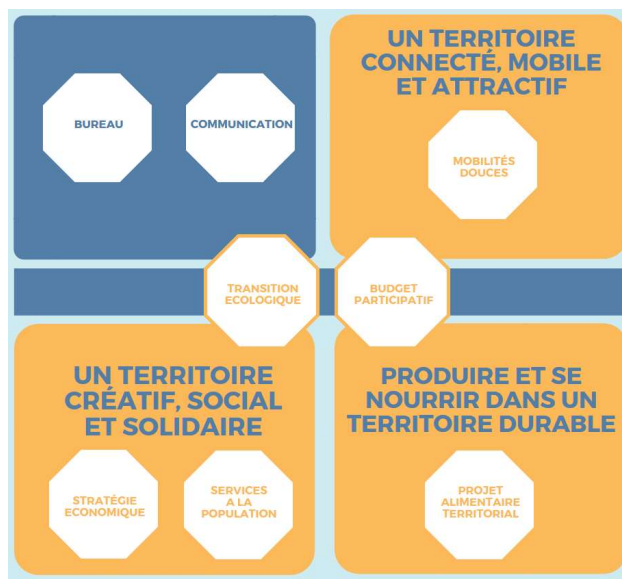 BUREAU
COMMUNICATION
UN TERRITOIRE
CONNECTÉ, MOBILE
ET ATTRACTIF
MOBILITÉS
DOUCES
TRANSITION
ECOLOGIQUE
BUDGET
PARTICIPATIF
UN TERRITOIRE
CRÉATIF, SOCIAL
ET SOLIDAIRE
STRATÉGIE
ECONOMIQUE
SERVICES
A LA
POPULATION
PRODUIRE ET SE
NOURRIR DANS UN
TERRITOIRE DURABLE
PROJET
ALIMENTAIRE
TERRITORIAL